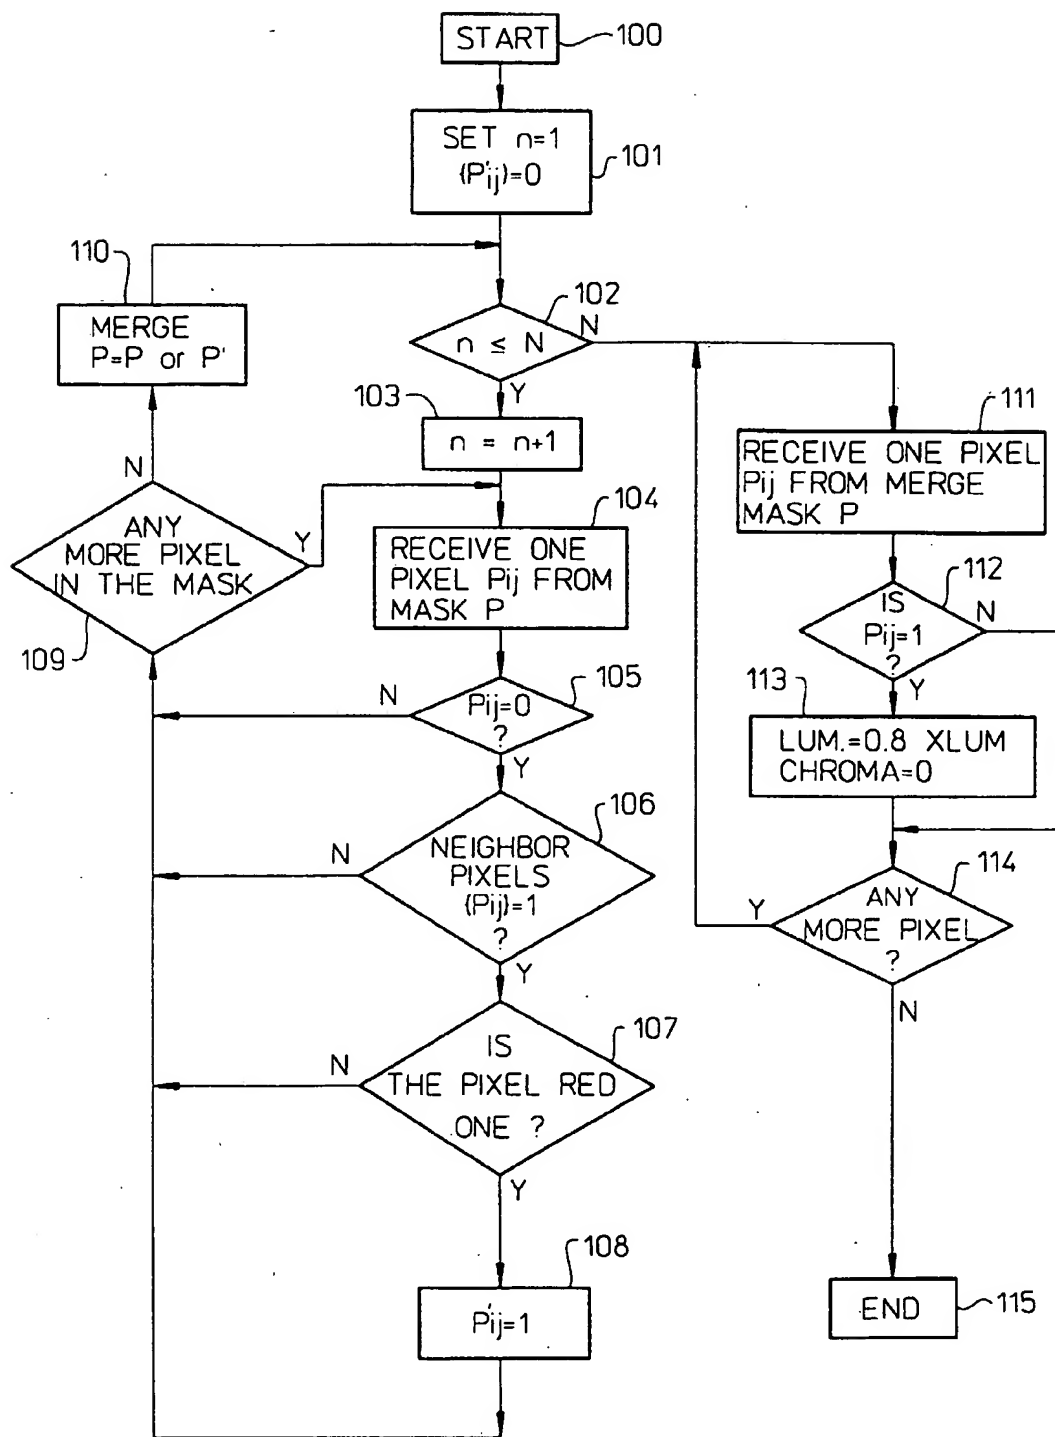 START
100
SET n=1
(P'ij)=0
101
110
MERGE
P=P or P'
102
n ≤ N
N
Y
103
n = n+1
111
RECEIVE ONE PIXEL
Pij FROM MERGE
MASK P
N
ANY
MORE PIXEL
IN THE MASK
Y
109
104
RECEIVE ONE
PIXEL Pij FROM
MASK P
112
IS
Pij=1
?
N
Y
105
Pij=0
?
N
Y
113
LUM.=0.8 XLUM
CHROMA=0
106
NEIGHBOR
PIXELS
(Pij)=1
?
N
Y
114
ANY
MORE PIXEL
?
Y
N
107
IS
THE PIXEL RED
ONE ?
N
Y
108
P'ij=1
END
115